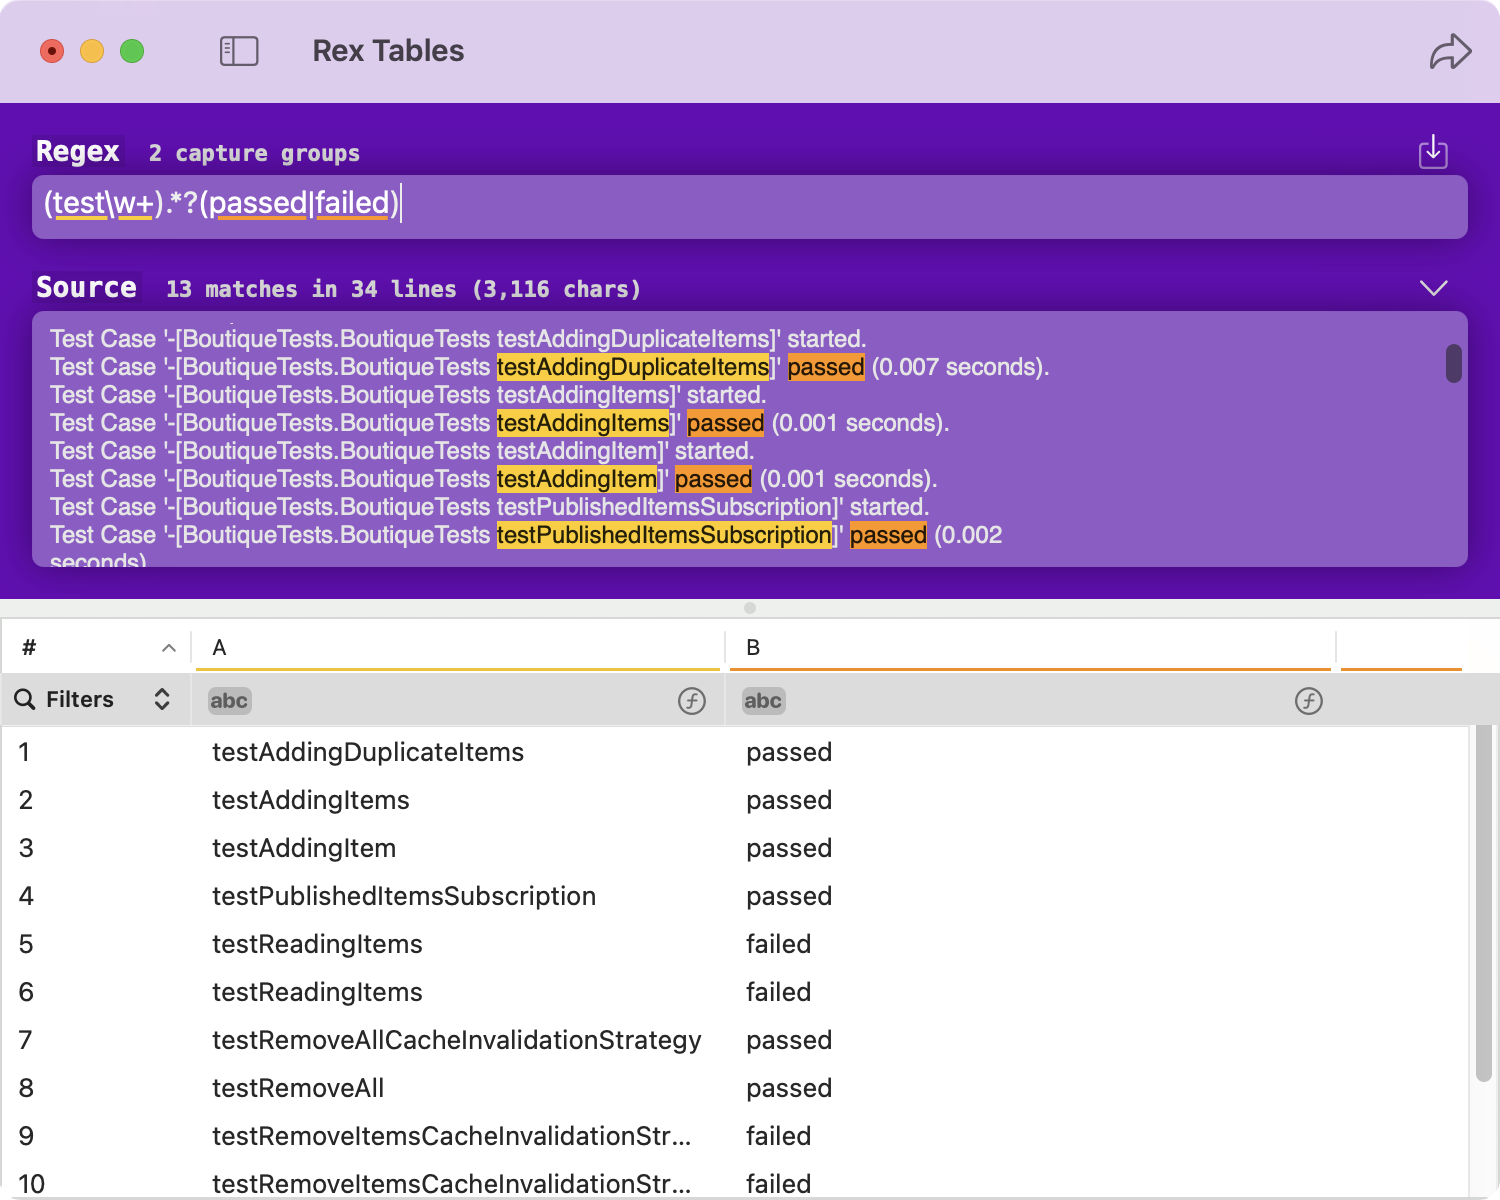 Rex Tables
Regex 2 capture groups
(test\w+).*?(passed|failed)
Source 13 matches in 34 lines (3,116 chars)
Test Case '-[BoutiqueTests.BoutiqueTests testAddingDuplicateItems]' started.
Test Case '-[BoutiqueTests.BoutiqueTests testAddingDuplicateItems]' passed (0.007 seconds).
Test Case '-[BoutiqueTests.BoutiqueTests testAddingItems]' started.
Test Case '-[BoutiqueTests.BoutiqueTests testAddingItems]' passed (0.001 seconds).
Test Case '-[BoutiqueTests.BoutiqueTests testAddingItem]' started.
Test Case '-[BoutiqueTests.BoutiqueTests testAddingItem]' passed (0.001 seconds).
Test Case '-[BoutiqueTests.BoutiqueTests testPublishedItemsSubscription]' started.
Test Case '-[BoutiqueTests.BoutiqueTests testPublishedItemsSubscription]' passed (0.002
seconds)
# A B
Filters abc f abc f
1 testAddingDuplicateItems passed
2 testAddingItems passed
3 testAddingItem passed
4 testPublishedItemsSubscription passed
5 testReadingItems failed
6 testReadingItems failed
7 testRemoveAllCacheInvalidationStrategy passed
8 testRemoveAll passed
9 testRemoveItemsCacheInvalidationStr... failed
10 testRemoveItemsCacheInvalidationStr... failed